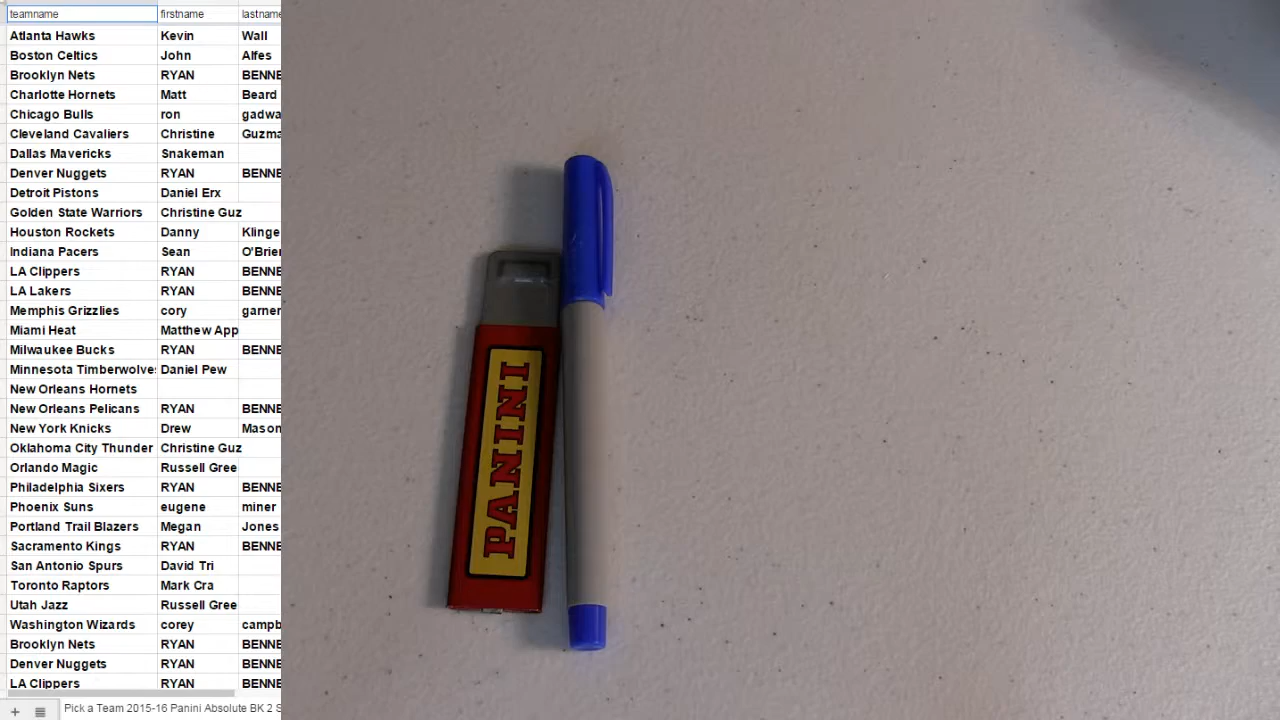 teamname firstname lastname
Atlanta Hawks Kevin Wall
Boston Celtics John Alfes
Brooklyn Nets RYAN BENNE
Charlotte Hornets Matt Beard
Chicago Bulls ron gadwa
Cleveland Cavaliers Christine Guzma
Dallas Mavericks Snakeman
Denver Nuggets RYAN BENNE
Detroit Pistons Daniel Erx
Golden State Warriors Christine Guz
Houston Rockets Danny Klinge
Indiana Pacers Sean O'Brier
LA Clippers RYAN BENNE
LA Lakers RYAN BENNE
Memphis Grizzlies cory garner
Miami Heat Matthew App
Milwaukee Bucks RYAN BENNE
Minnesota Timberwolves Daniel Pew
New Orleans Hornets
New Orleans Pelicans RYAN BENNE
New York Knicks Drew Mason
Oklahoma City Thunder Christine Guz
Orlando Magic Russell Gree
Philadelphia Sixers RYAN BENNE
Phoenix Suns eugene miner
Portland Trail Blazers Megan Jones
Sacramento Kings RYAN BENNE
San Antonio Spurs David Tri
Toronto Raptors Mark Cra
Utah Jazz Russell Gree
Washington Wizards corey campb
Brooklyn Nets RYAN BENNE
Denver Nuggets RYAN BENNE
LA Clippers RYAN BENNE
Pick a Team 2015-16 Panini Absolute BK 2 S
PANINI